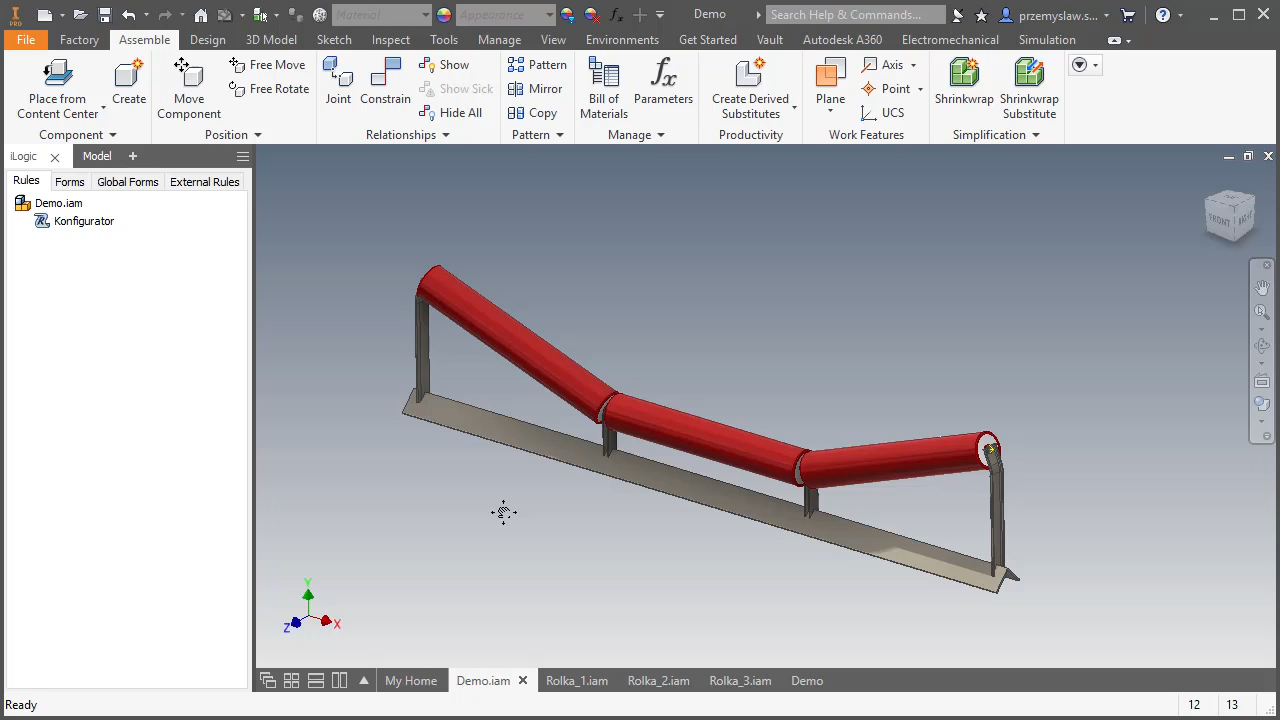 PRO
Material
Appearance
Demo
Search Help & Commands...
przemyslaw.s...
File
Factory
Assemble
Design
3D Model
Sketch
Inspect
Tools
Manage
View
Environments
Get Started
Vault
Autodesk A360
Electromechanical
Simulation
Place from
Content Center
Create
Component
Move
Component
Free Move
Free Rotate
Position
Joint
Constrain
Show
Show Sick
Hide All
Relationships
Pattern
Mirror
Copy
Pattern
Bill of
Materials
Parameters
Manage
Create Derived
Substitutes
Productivity
Plane
Axis
Point
UCS
Work Features
Shrinkwrap
Shrinkwrap
Substitute
Simplification
iLogic
Model
Rules
Forms
Global Forms
External Rules
Demo.iam
Konfigurator
FRONT
RIGHT
Y
Z
X
My Home
Demo.iam
Rolka_1.iam
Rolka_2.iam
Rolka_3.iam
Demo
Ready
12
13